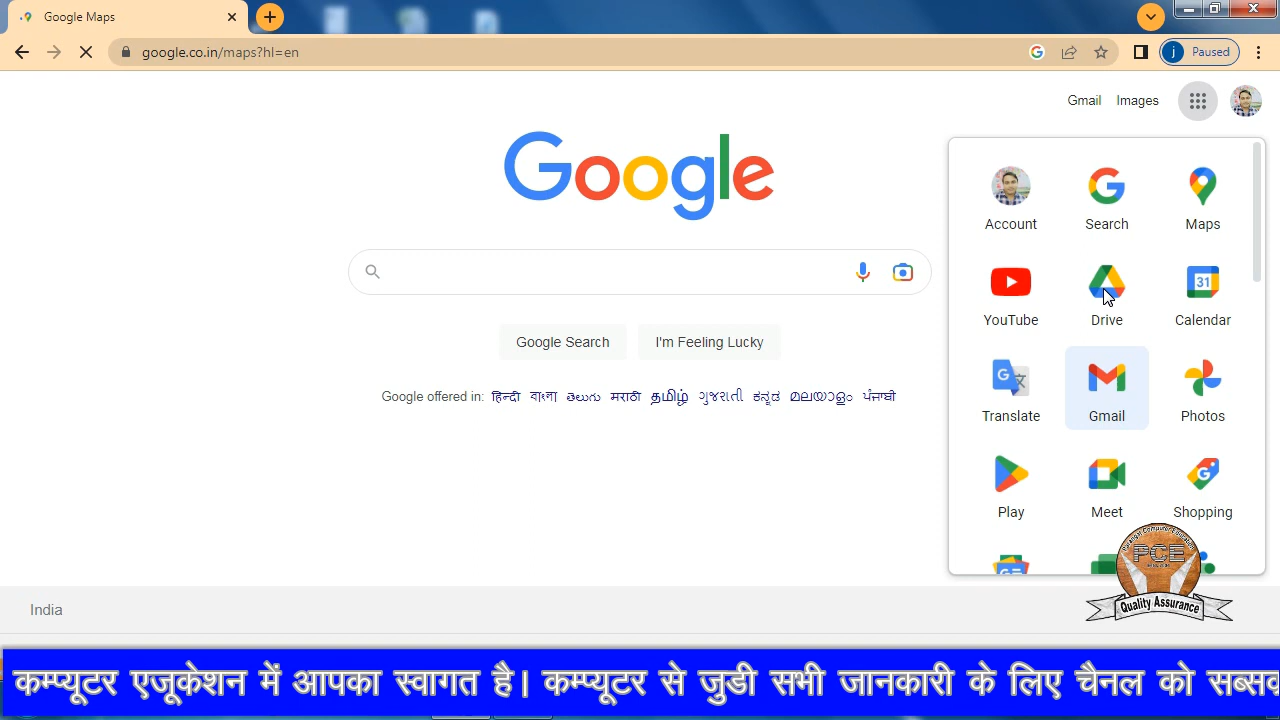 Google Maps
google.co.in/maps?hl=en
j Paused
Gmail Images
Google
Account Search Maps
31
YouTube Drive Calendar
Google Search I'm Feeling Lucky
Google offered in: हिन्दी বাংলা తెలుగు मराठी தமிழ் ગુજરાતી ಕನ್ನಡ മലയാളം ਪੰਜਾਬੀ
Translate Gmail Photos
Play Meet Shopping
PCE
Quality Assurance
India
कम्प्यूटर एजूकेशन में आपका स्वागत है। कम्प्यूटर से जुडी सभी जानकारी के लिए चैनल को